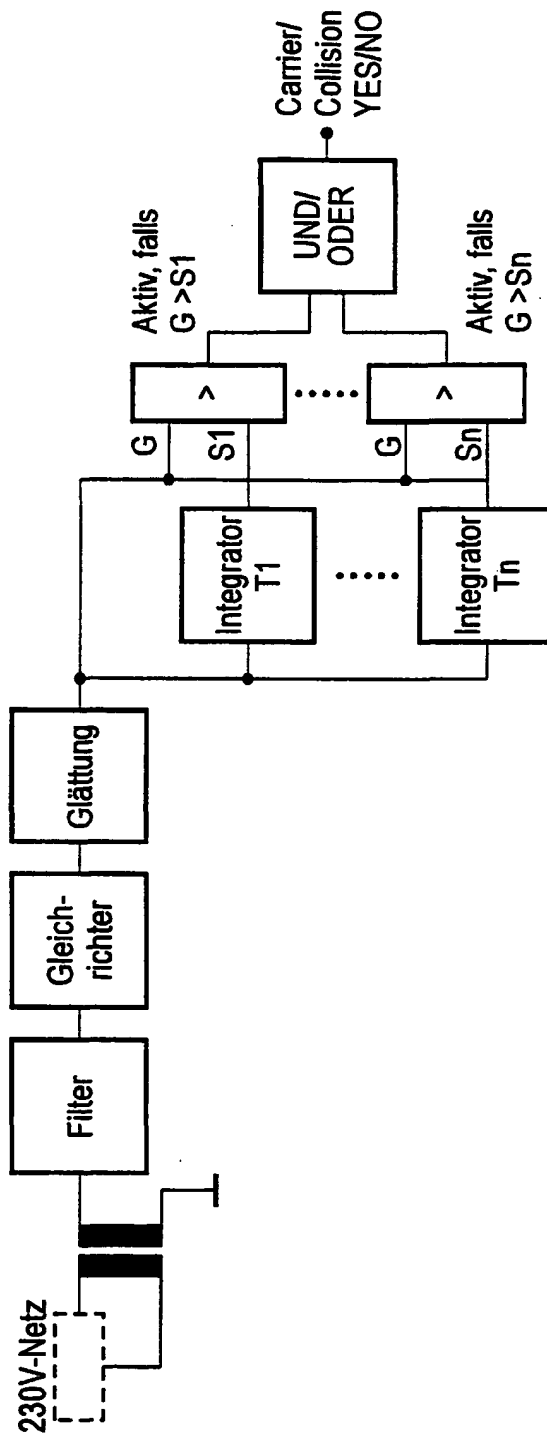 230V-Netz
Filter
Gleich-
richter
Glättung
Integrator
T1
Integrator
Tn
G
S1
G
Sn
>
>
Aktiv, falls
G >S1
Aktiv, falls
G >Sn
UND/
ODER
Carrier/
Collision
YES/NO